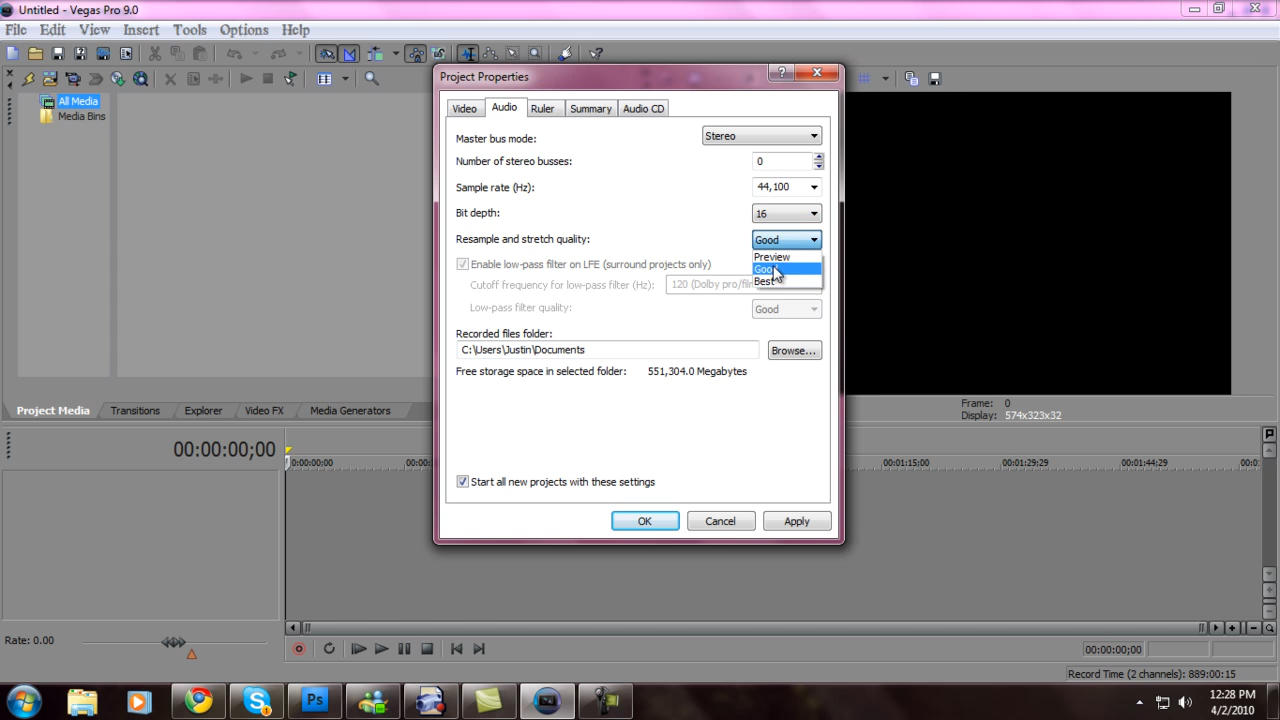 Untitled - Vegas Pro 9.0
File Edit View Insert Tools Options Help
Project Properties
Video Audio Ruler Summary Audio CD
All Media
Media Bins
Master bus mode: Stereo
Number of stereo busses: 0
Sample rate (Hz): 44,100
Bit depth: 16
Resample and stretch quality: Good
Preview
Good
Best
Enable low-pass filter on LFE (surround projects only)
Cutoff frequency for low-pass filter (Hz): 120 (Dolby pro/film
Low-pass filter quality: Good
Recorded files folder:
C:\Users\Justin\Documents Browse...
Free storage space in selected folder: 551,304.0 Megabytes
Project Media Transitions Explorer Video FX Media Generators
Frame: 0
Display: 574x323x32
00:00:00;00
0:00:00;00 00:01:15;00 00:01:29;29 00:01:44;29
Start all new projects with these settings
OK Cancel Apply
Rate: 0.00
00:00:00;00
Record Time (2 channels): 889:00:15
Ps
12:28 PM
4/2/2010